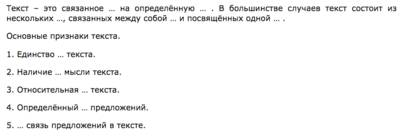 Текст – это связанное … на определённую … . В большинстве случаев текст состоит из
нескольких …, связанных между собой … и посвящённых одной … .
Основные признаки текста.
1. Единство … текста.
2. Наличие … мысли текста.
3. Относительная … текста.
4. Определённый … предложений.
5. … связь предложений в тексте.